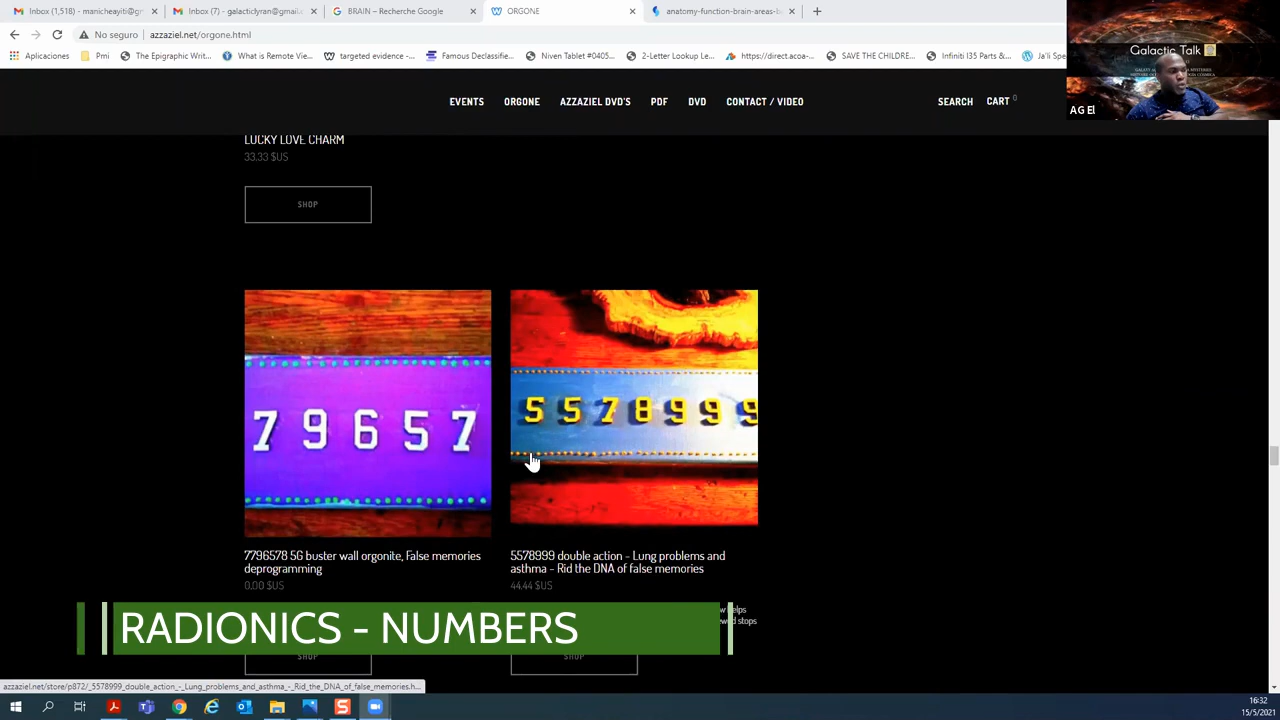 Inbox (1,518) - manicheayiti@gm
Inbox (7) - galacticlyran@gmail.
BRAIN – Recherche Google
ORGONE
anatomy-function-brain-areas-b
No seguro
azzaziel.net/orgone.html
Aplicaciones
Pmi
The Epigraphic Writ...
What is Remote Vie...
targeted evidence -...
Famous Declassifie...
Niven Tablet #0405...
2-Letter Lookup Le...
https://direct.acoa-...
SAVE THE CHILDRE...
Infiniti I35 Parts &...
Ja'li Spe
Galactic Talk
AG El
EVENTS
ORGONE
AZZAZIEL DVD'S
PDF
DVD
CONTACT / VIDEO
SEARCH
CART 0
LUCKY LOVE CHARM
33.33 $US
SHOP
79657
5578999
7796578 5G buster wall orgonite, False memories
deprogramming
0.00 $US
5578999 double action - Lung problems and
asthma - Rid the DNA of false memories
44.44 $US
RADIONICS - NUMBERS
SHOP
SHOP
azzaziel.net/store/p872/_5578999_double_action_-_Lung_problems_and_asthma_-_Rid_the_DNA_of_false_memories.h...
16:32
15/5/2021